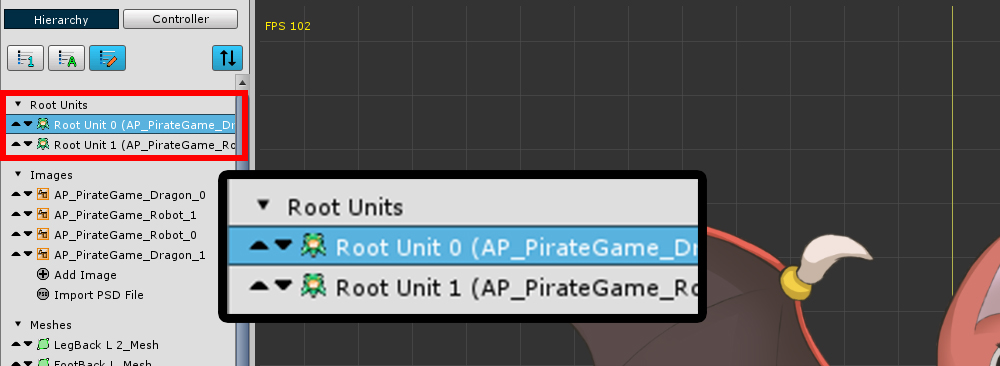 Hierarchy
Controller
FPS 102
1
A
Root Units
Root Unit 0 (AP_PirateGame_Dr
Root Unit 1 (AP_PirateGame_Ro
Images
AP_PirateGame_Dragon_0
AP_PirateGame_Robot_1
AP_PirateGame_Robot_0
AP_PirateGame_Dragon_1
Add Image
Import PSD File
Meshes
LegBack L 2_Mesh
FootBack L_Mesh
Root Units
Root Unit 0 (AP_PirateGame_Dr
Root Unit 1 (AP_PirateGame_Ro